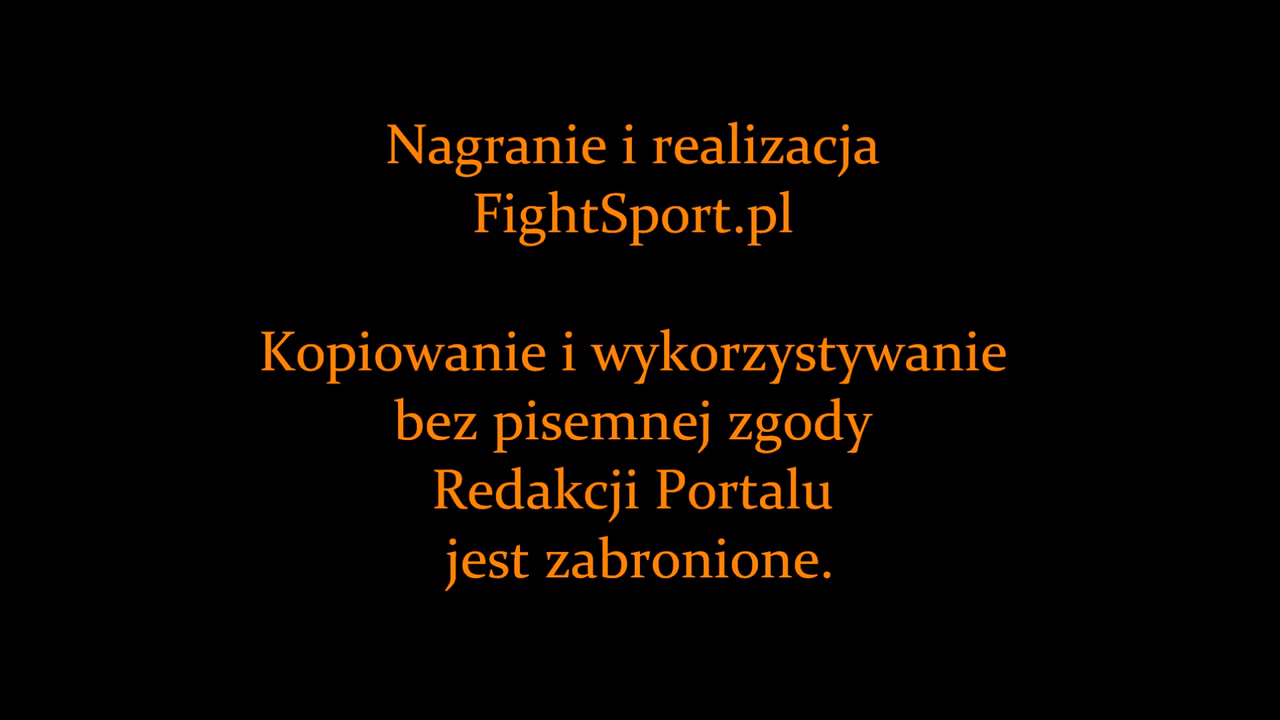 Nagranie i realizacja
FightSport.pl
Kopiowanie i wykorzystywanie
bez pisemnej zgody
Redakcji Portalu
jest zabronione.